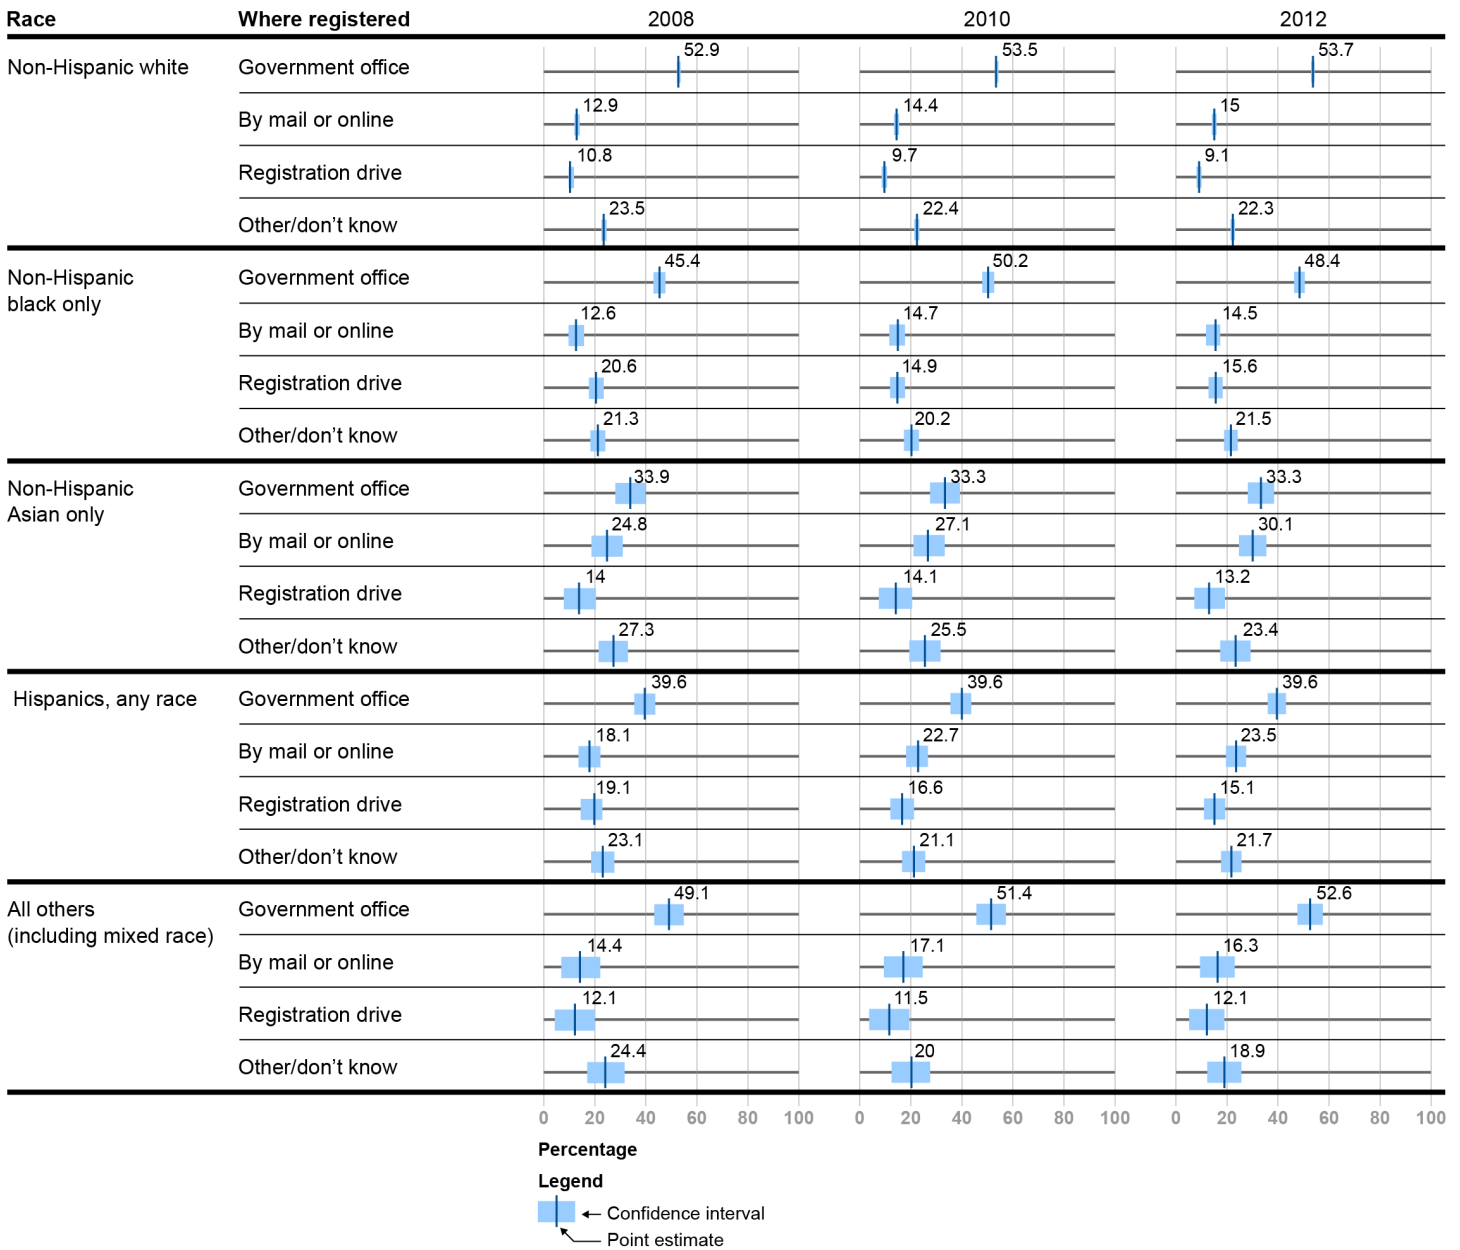 Race Where registered 2008 2010 2012
Non-Hispanic white Government office 52.9 53.5 53.7
By mail or online 12.9 14.4 15
Registration drive 10.8 9.7 9.1
Other/don’t know 23.5 22.4 22.3
Non-Hispanic Government office 45.4 50.2 48.4
black only
By mail or online 12.6 14.7 14.5
Registration drive 20.6 14.9 15.6
Other/don’t know 21.3 20.2 21.5
Non-Hispanic Government office 33.9 33.3 33.3
Asian only
By mail or online 24.8 27.1 30.1
Registration drive 14 14.1 13.2
Other/don’t know 27.3 25.5 23.4
Hispanics, any race Government office 39.6 39.6 39.6
By mail or online 18.1 22.7 23.5
Registration drive 19.1 16.6 15.1
Other/don’t know 23.1 21.1 21.7
All others Government office 49.1 51.4 52.6
(including mixed race)
By mail or online 14.4 17.1 16.3
Registration drive 12.1 11.5 12.1
Other/don’t know 24.4 20 18.9
0 20 40 60 80 100 0 20 40 60 80 100 0 20 40 60 80 100
Percentage
Legend
Confidence interval
Point estimate